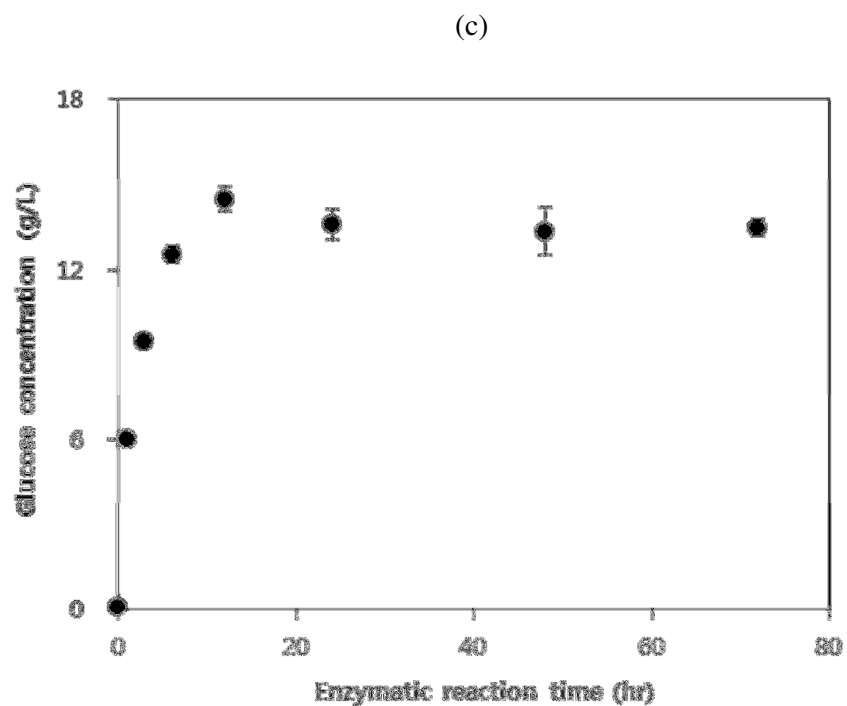 (c)
18
12
6
0
Glucose concentration (g/L)
0 20 40 60 80
Enzymatic reaction time (hr)